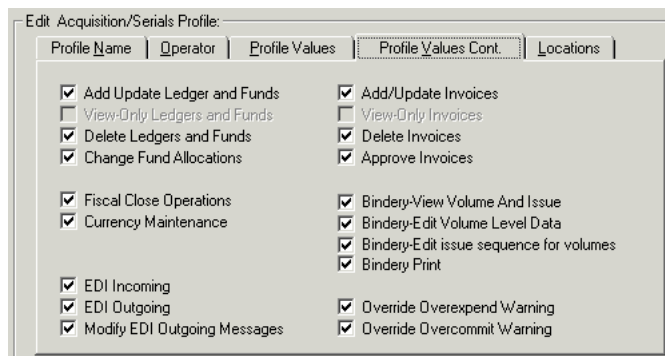 Edit Acquisition/Serials Profile:
Profile Name
Operator
Profile Values
Profile Values Cont.
Locations
Add Update Ledger and Funds
View-Only Ledgers and Funds
Delete Ledgers and Funds
Change Fund Allocations
Fiscal Close Operations
Currency Maintenance
EDI Incoming
EDI Outgoing
Modify EDI Outgoing Messages
Add/Update Invoices
View-Only Invoices
Delete Invoices
Approve Invoices
Bindery-View Volume And Issue
Bindery-Edit Volume Level Data
Bindery-Edit issue sequence for volumes
Bindery Print
Override Overexpend Warning
Override Overcommit Warning